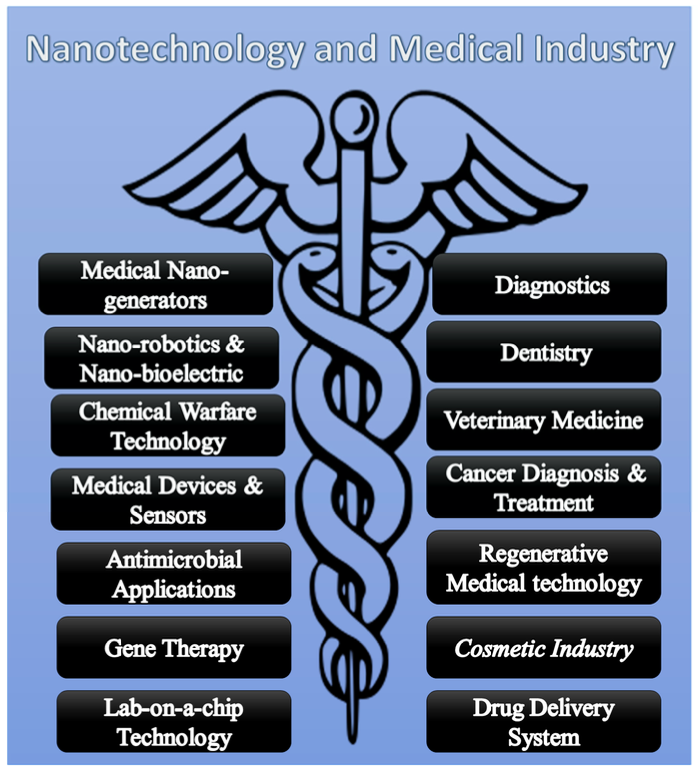 Nanotechnology and Medical Industry
Medical Nano-
generators
Nano-robotics &
Nano-bioelectric
Chemical Warfare
Technology
Medical Devices &
Sensors
Antimicrobial
Applications
Gene Therapy
Lab-on-a-chip
Technology
Diagnostics
Dentistry
Veterinary Medicine
Cancer Diagnosis &
Treatment
Regenerative
Medical technology
Cosmetic Industry
Drug Delivery
System